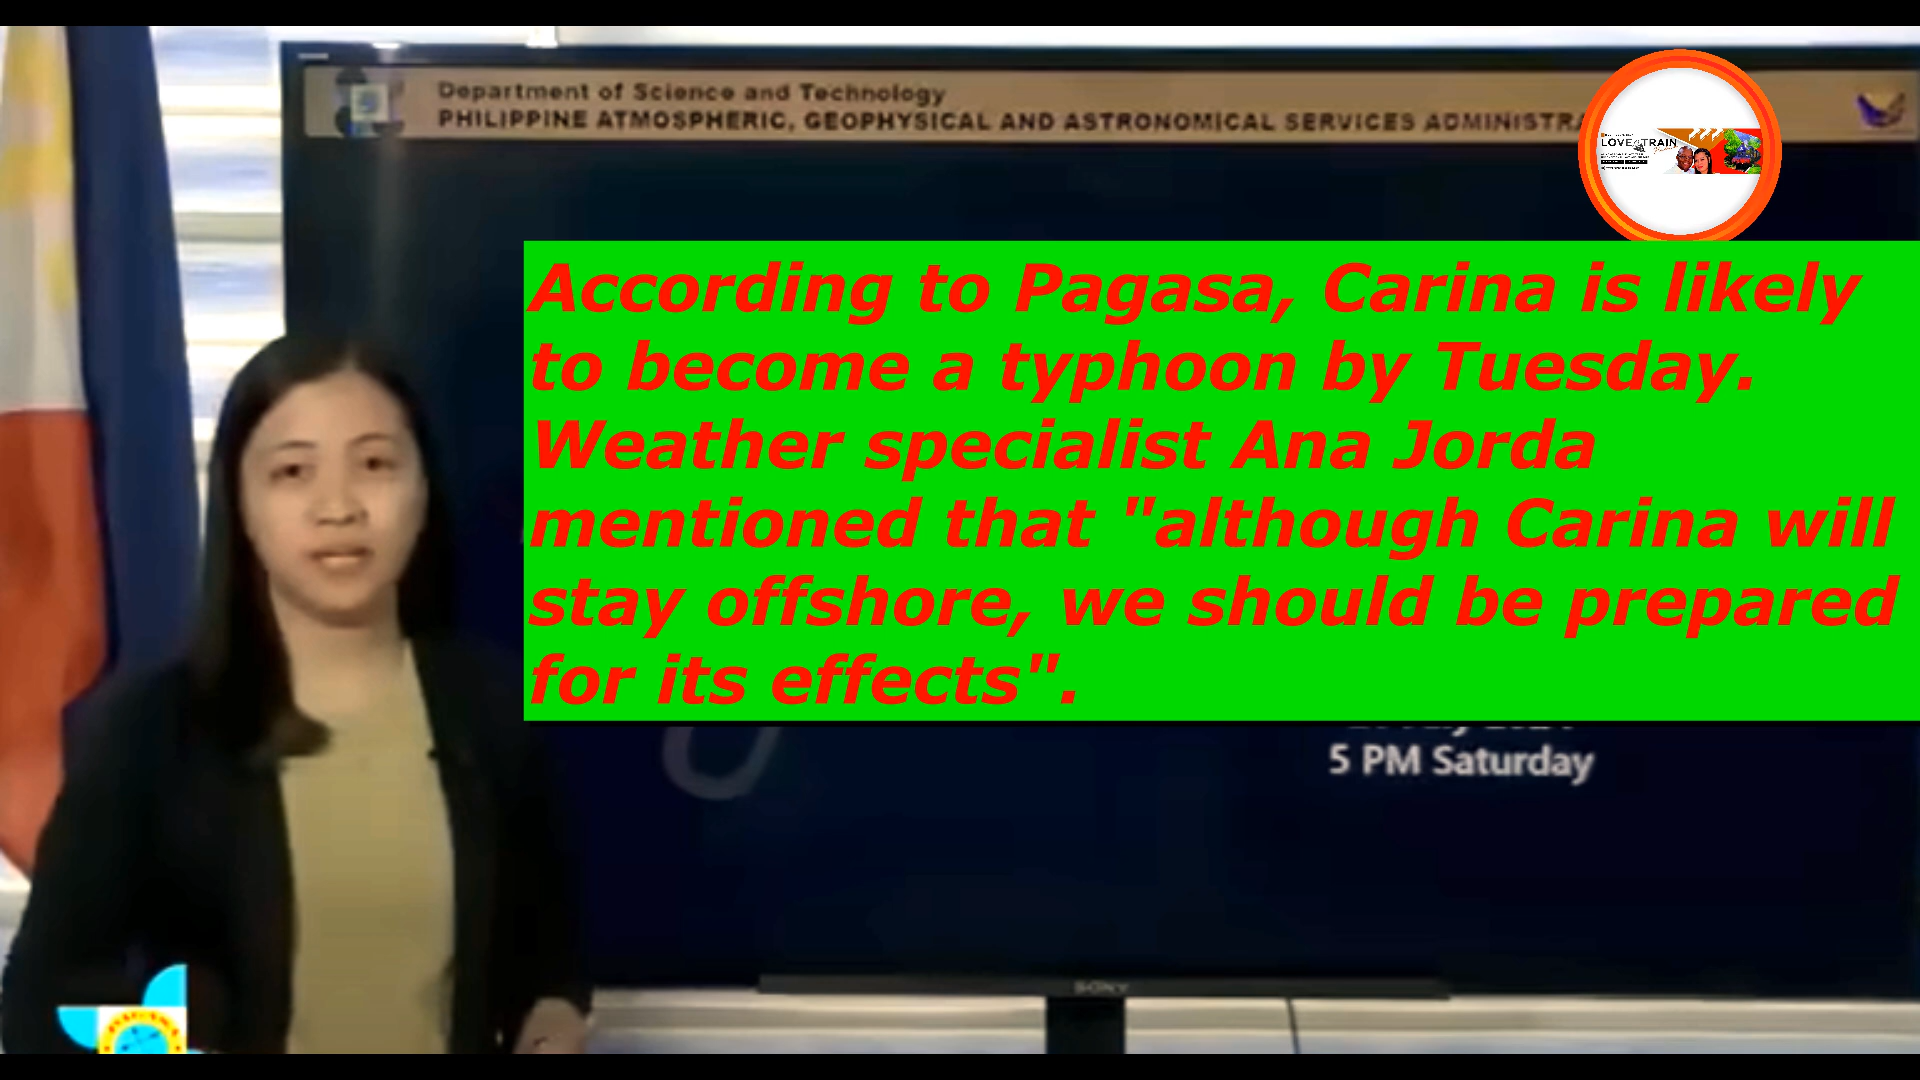 Department of Science and Technology
PHILIPPINE ATMOSPHERIC, GEOPHYSICAL AND ASTRONOMICAL SERVICES
LOVE TRAIN
According to Pagasa, Carina is likely
to become a typhoon by Tuesday.
Weather specialist Ana Jorda
mentioned that "although Carina will
stay offshore, we should be prepared
for its effects".
5 PM Saturday
SONY